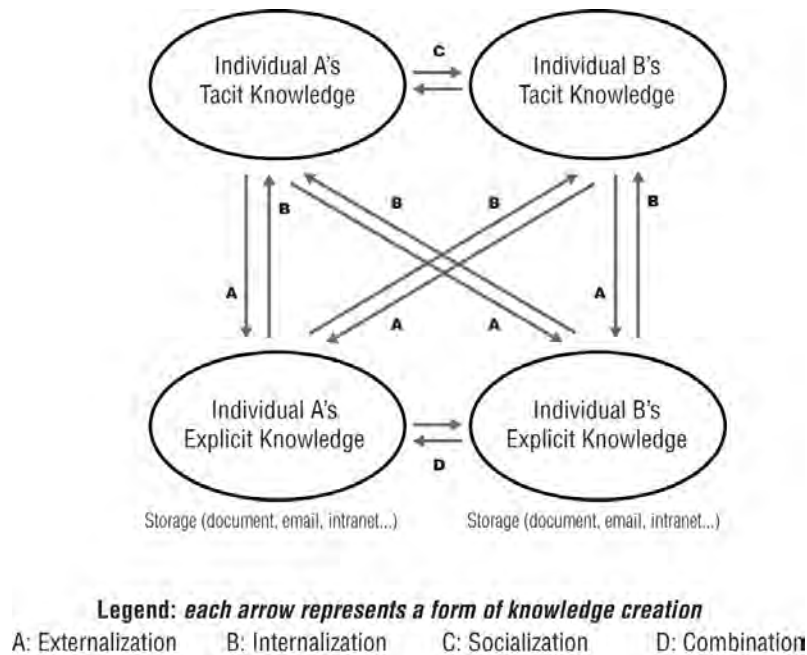 Individual A's
Tacit Knowledge
C
Individual B's
Tacit Knowledge
B
B
B
B
A
A
A
A
Individual A's
Explicit Knowledge
D
Individual B's
Explicit Knowledge
Storage (document, email, intranet...)
Storage (document, email, intranet...)
Legend: each arrow represents a form of knowledge creation
A: Externalization B: Internalization C: Socialization D: Combination